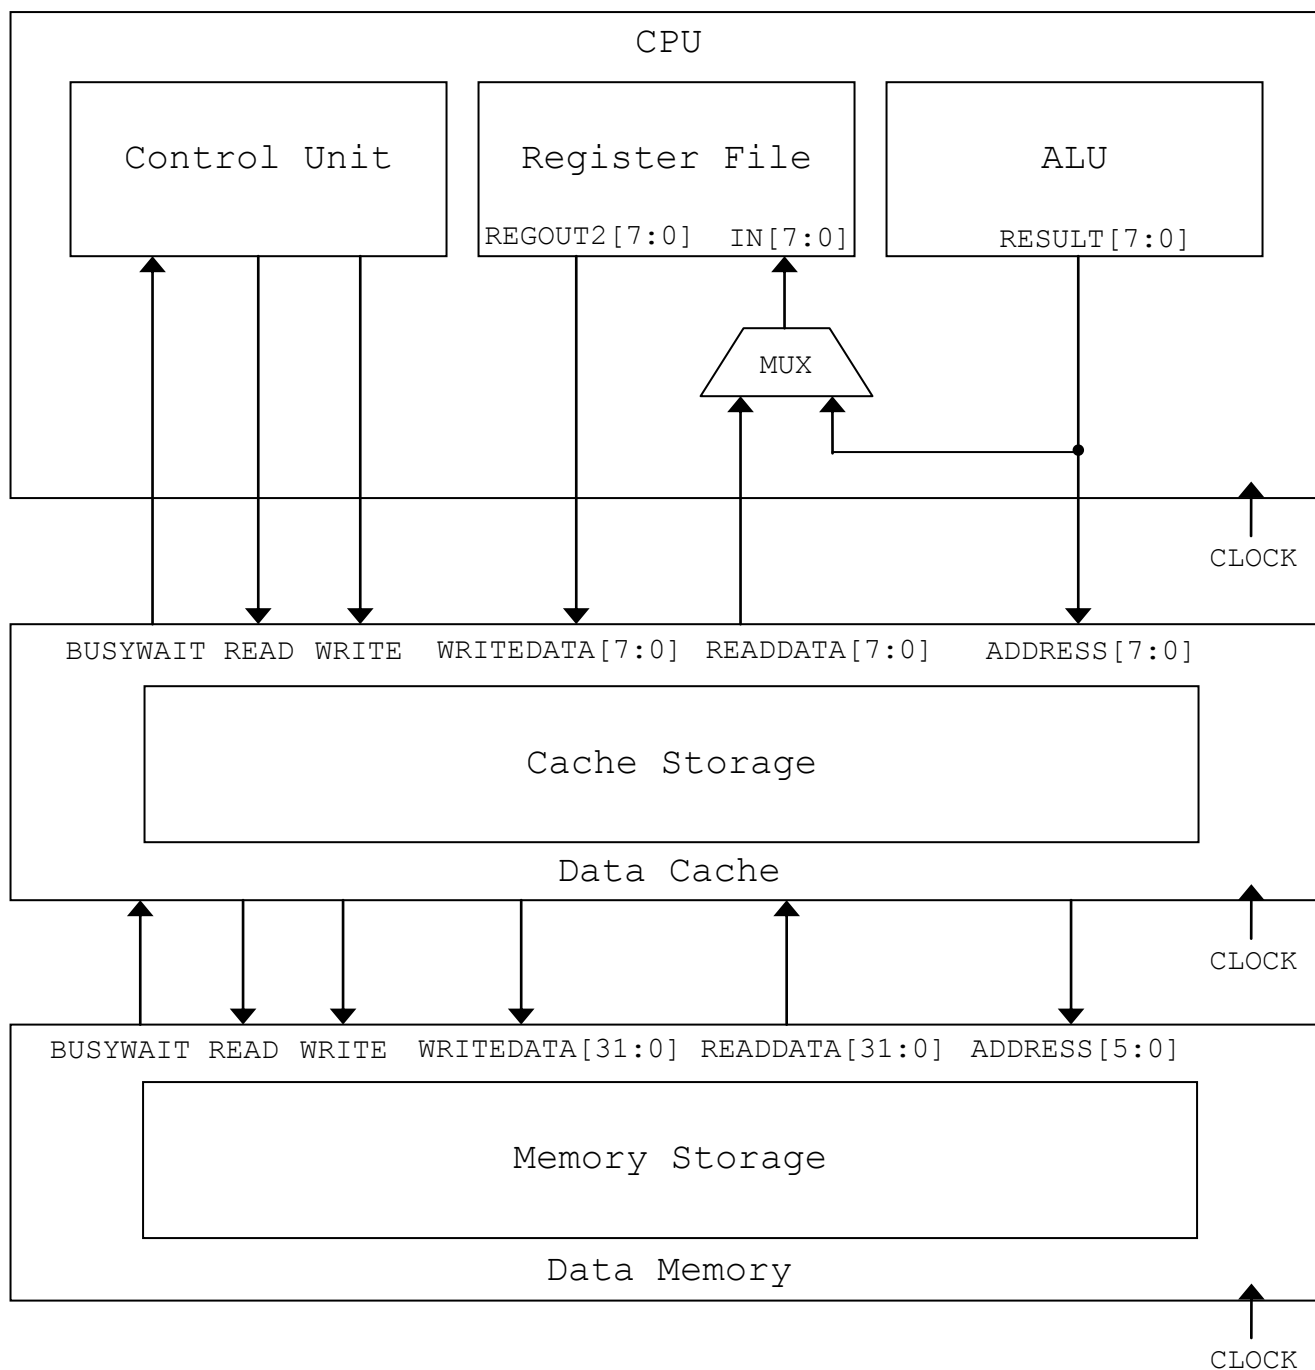 CPU
Control Unit
Register File
ALU
REGOUT2[7:0] IN[7:0]
RESULT[7:0]
MUX
CLOCK
BUSYWAIT READ WRITE WRITEDATA[7:0] READDATA[7:0] ADDRESS[7:0]
Cache Storage
Data Cache
CLOCK
BUSYWAIT READ WRITE WRITEDATA[31:0] READDATA[31:0] ADDRESS[5:0]
Memory Storage
Data Memory
CLOCK